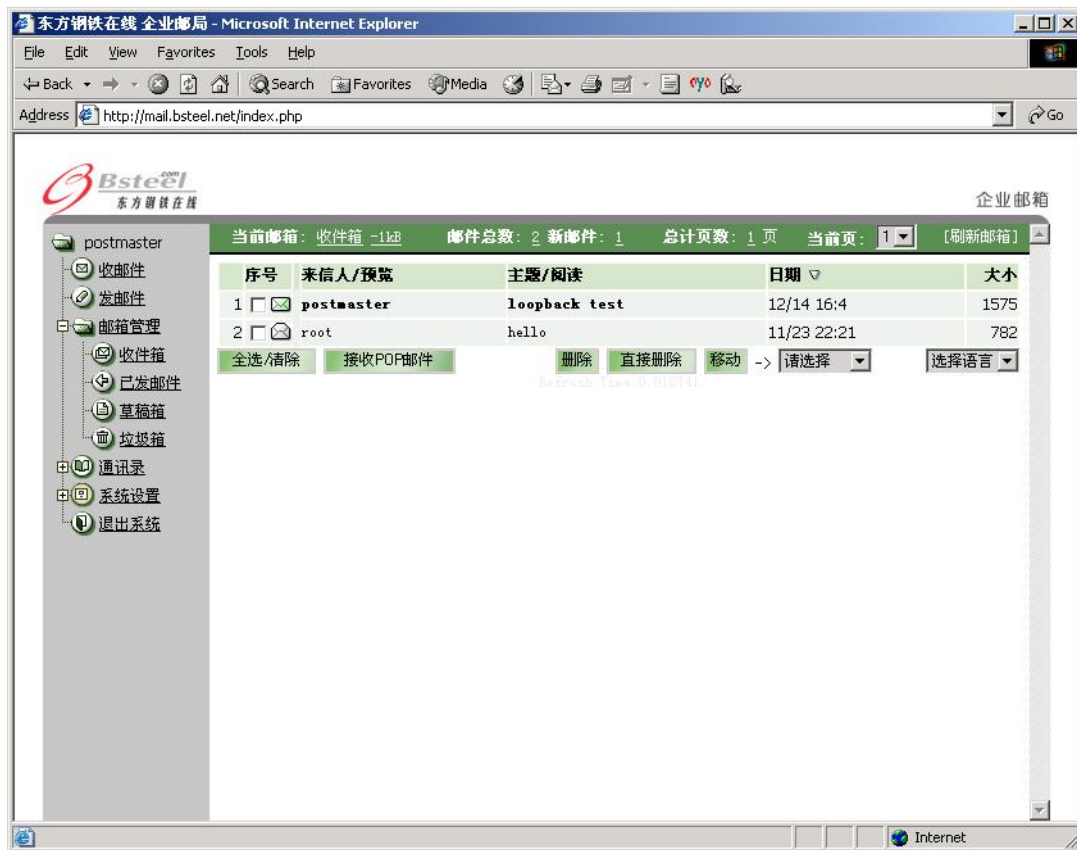 东方钢铁在线 企业邮局 - Microsoft Internet Explorer
File Edit View Favorites Tools Help
Back Search Favorites Media
Address http://mail.bsteel.net/index.php Go
Bsteel.com
东方钢铁在线
企业邮箱
postmaster
收邮件
发邮件
邮箱管理
收件箱
已发邮件
草稿箱
垃圾箱
通讯录
系统设置
退出系统
当前邮箱: 收件箱 -1kB 邮件总数: 2 新邮件: 1 总计页数: 1 页 当前页: 1 [刷新邮箱]
序号 来信人/预览 主题/阅读 日期 大小
1 postmaster loopback test 12/14 16:4 1575
2 root hello 11/23 22:21 782
全选/清除 接收POP邮件 删除 直接删除 移动 -> 请选择 选择语言
Refresh Time 0.015741
Internet